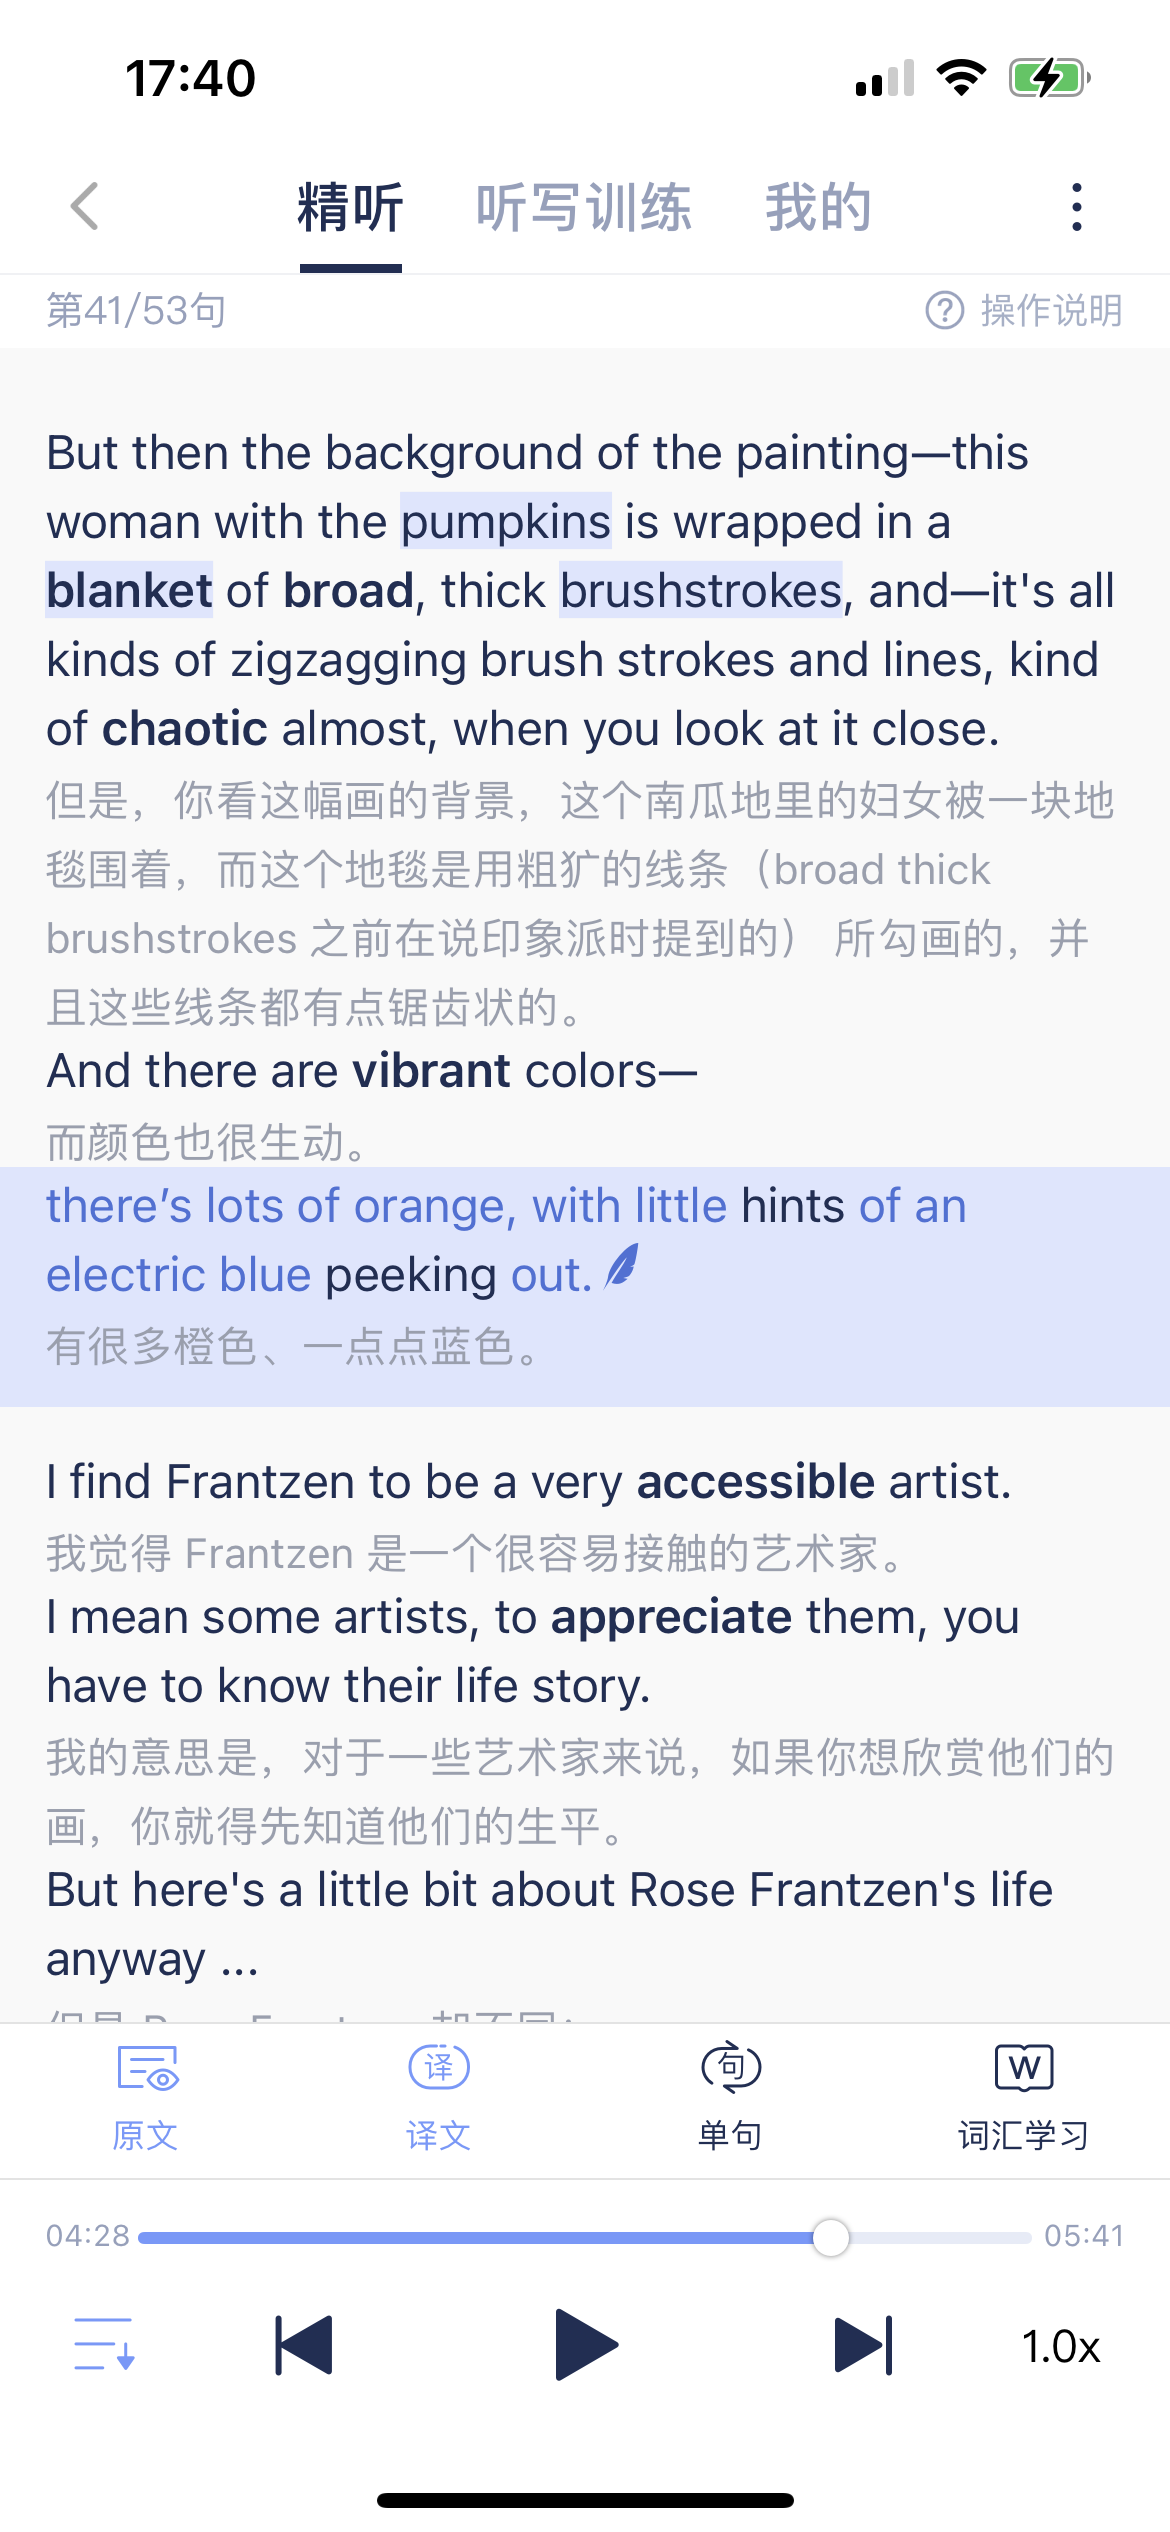 17:40
精听 听写训练 我的
第41/53句 操作说明
But then the background of the painting—this
woman with the pumpkins is wrapped in a
blanket of broad, thick brushstrokes, and—it's all
kinds of zigzagging brush strokes and lines, kind
of chaotic almost, when you look at it close.
但是，你看这幅画的背景，这个南瓜地里的妇女被一块地
毯围着，而这个地毯是用粗犷的线条（broad thick
brushstrokes 之前在说印象派时提到的） 所勾画的，并
且这些线条都有点锯齿状的。
And there are vibrant colors—
而颜色也很生动。
there’s lots of orange, with little hints of an
electric blue peeking out.
有很多橙色、一点点蓝色。
I find Frantzen to be a very accessible artist.
我觉得 Frantzen 是一个很容易接触的艺术家。
I mean some artists, to appreciate them, you
have to know their life story.
我的意思是，对于一些艺术家来说，如果你想欣赏他们的
画，你就得先知道他们的生平。
But here's a little bit about Rose Frantzen's life
anyway ...
译 句 W
原文 译文 单句 词汇学习
04:28 05:41
1.0x